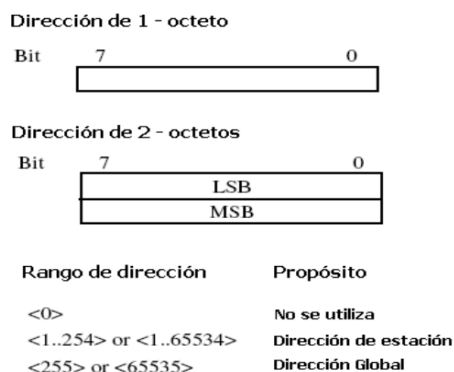 Dirección de 1 - octeto
Bit 7 0
Dirección de 2 - octetos
Bit 7 0
LSB
MSB
Rango de dirección Propósito
<0> No se utiliza
<1..254> or <1..65534> Dirección de estación
<255> or <65535> Dirección Global